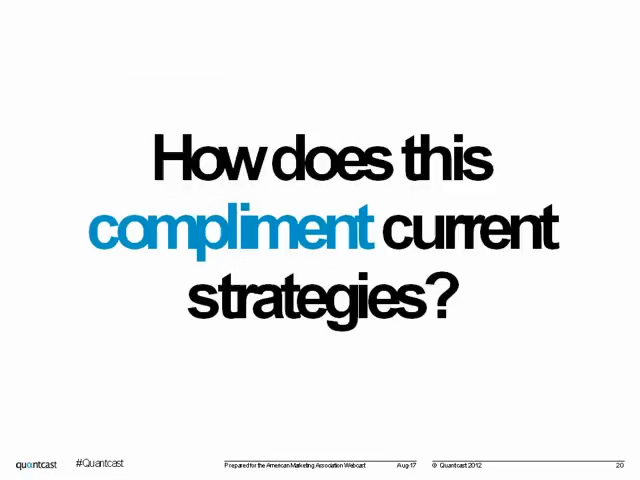 How does this
compliment current
strategies?
quantcast #Quantcast Prepared for the American Marketing Association Webcast Aug-17 © Quantcast 2012 20